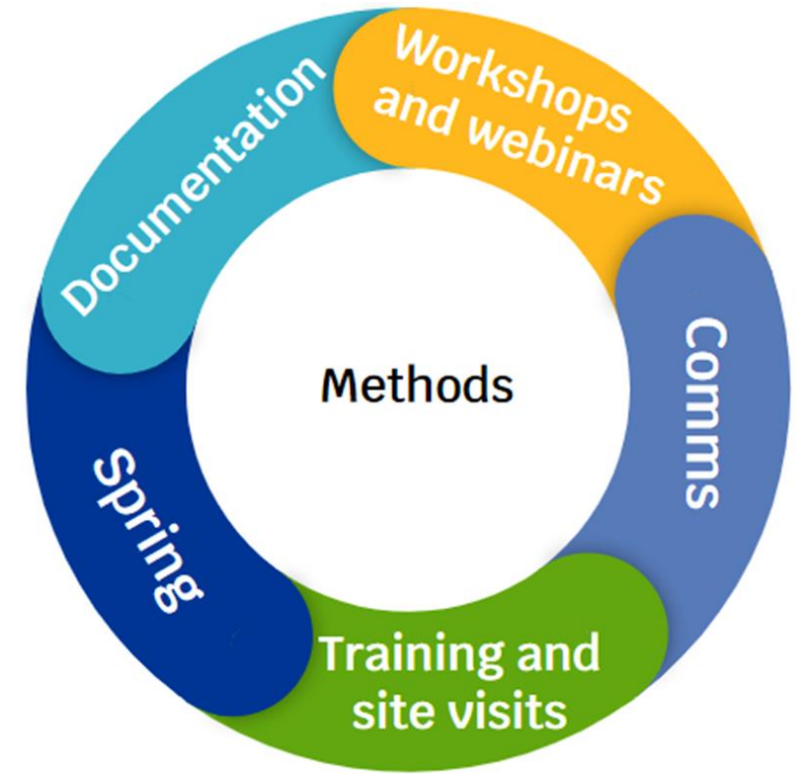 Workshops
and webinars
Comms
Training and
site visits
Spring
Documentation
Methods